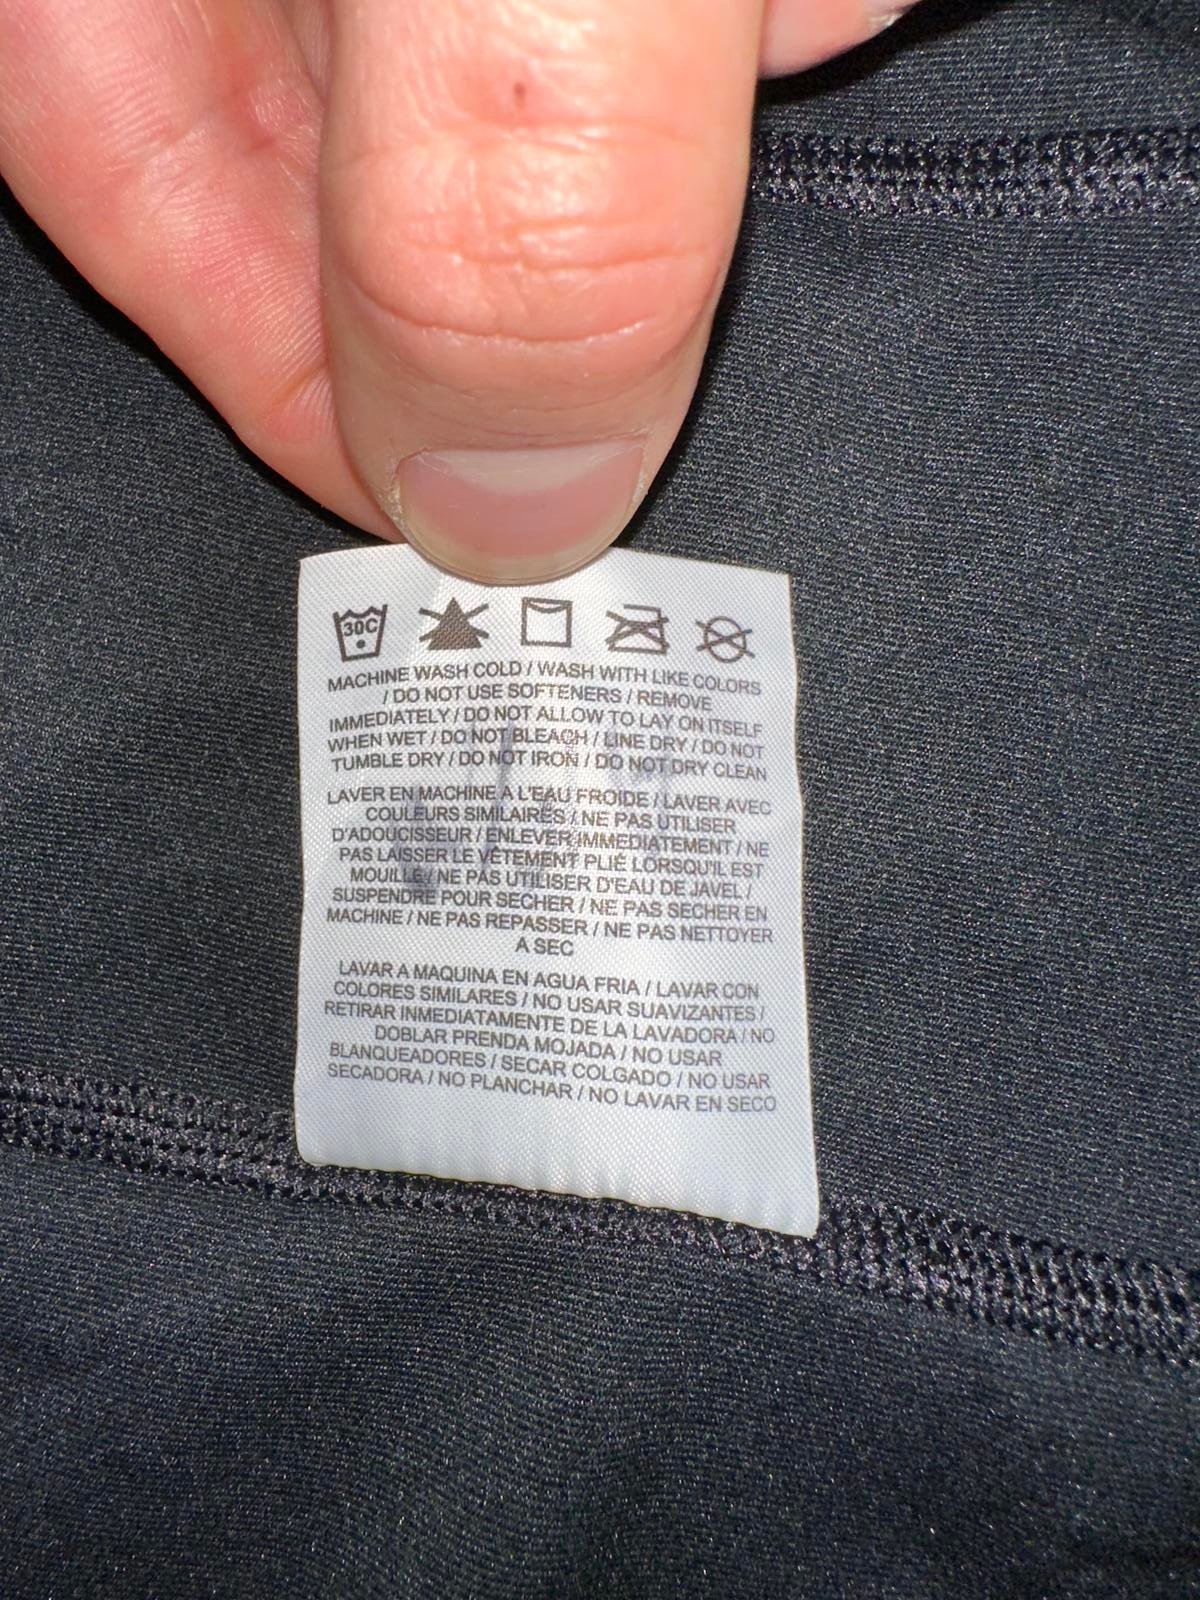 30C
MACHINE WASH COLD / WASH WITH LIKE COLORS
/ DO NOT USE SOFTENERS / REMOVE
IMMEDIATELY / DO NOT ALLOW TO LAY ON ITSELF
WHEN WET / DO NOT BLEACH / LINE DRY / DO NOT
TUMBLE DRY / DO NOT IRON / DO NOT DRY CLEAN
LAVER EN MACHINE A L'EAU FROIDE / LAVER AVEC
COULEURS SIMILAIRES / NE PAS UTILISER
D'ADOUCISSEUR / ENLEVER IMMEDIATEMENT / NE
PAS LAISSER LE VÊTEMENT PLIÉ LORSQU'IL EST
MOUILLÉ / NE PAS UTILISER D'EAU DE JAVEL /
SUSPENDRE POUR SECHER / NE PAS SECHER EN
MACHINE / NE PAS REPASSER / NE PAS NETTOYER
A SEC
LAVAR A MAQUINA EN AGUA FRIA / LAVAR CON
COLORES SIMILARES / NO USAR SUAVIZANTES /
RETIRAR INMEDIATAMENTE DE LA LAVADORA / NO
DOBLAR PRENDA MOJADA / NO USAR
BLANQUEADORES / SECAR COLGADO / NO USAR
SECADORA / NO PLANCHAR / NO LAVAR EN SECO